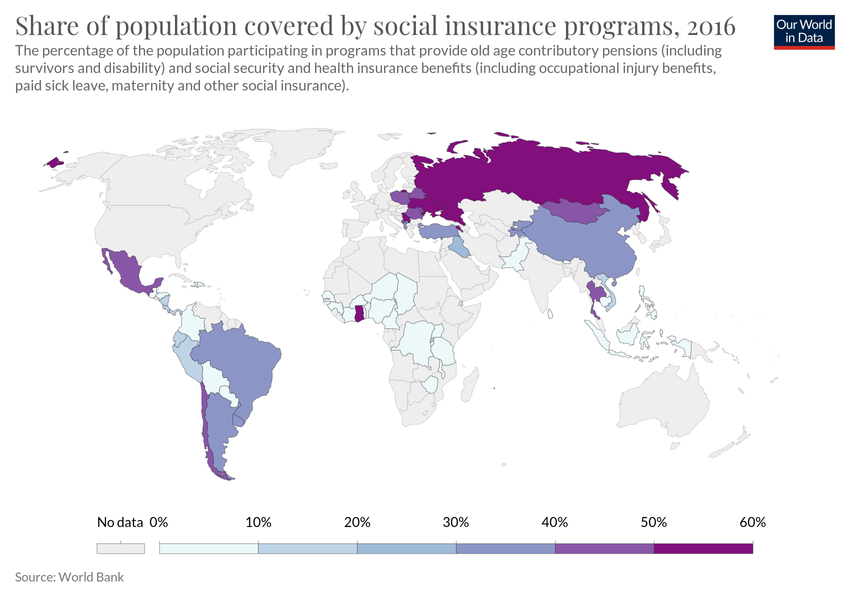 Share of population covered by social insurance programs, 2016
Our World
in Data
The percentage of the population participating in programs that provide old age contributory pensions (including
survivors and disability) and social security and health insurance benefits (including occupational injury benefits,
paid sick leave, maternity and other social insurance).
No data 0% 10% 20% 30% 40% 50% 60%
Source: World Bank